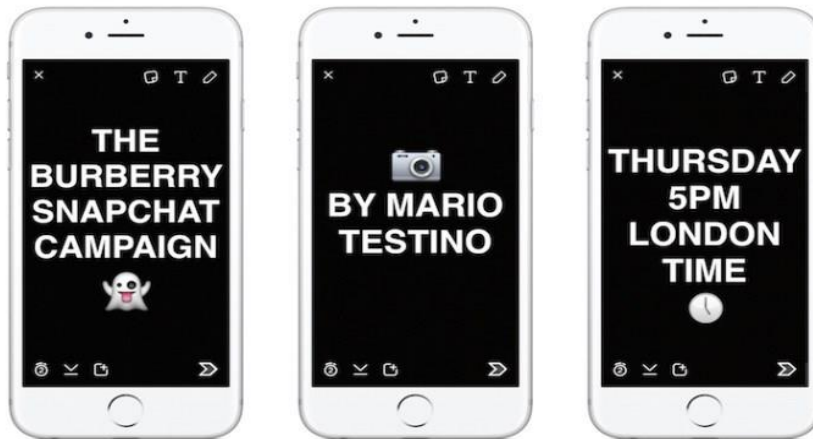 THE
BURBERRY
SNAPCHAT
CAMPAIGN
BY MARIO
TESTINO
THURSDAY
5PM
LONDON
TIME